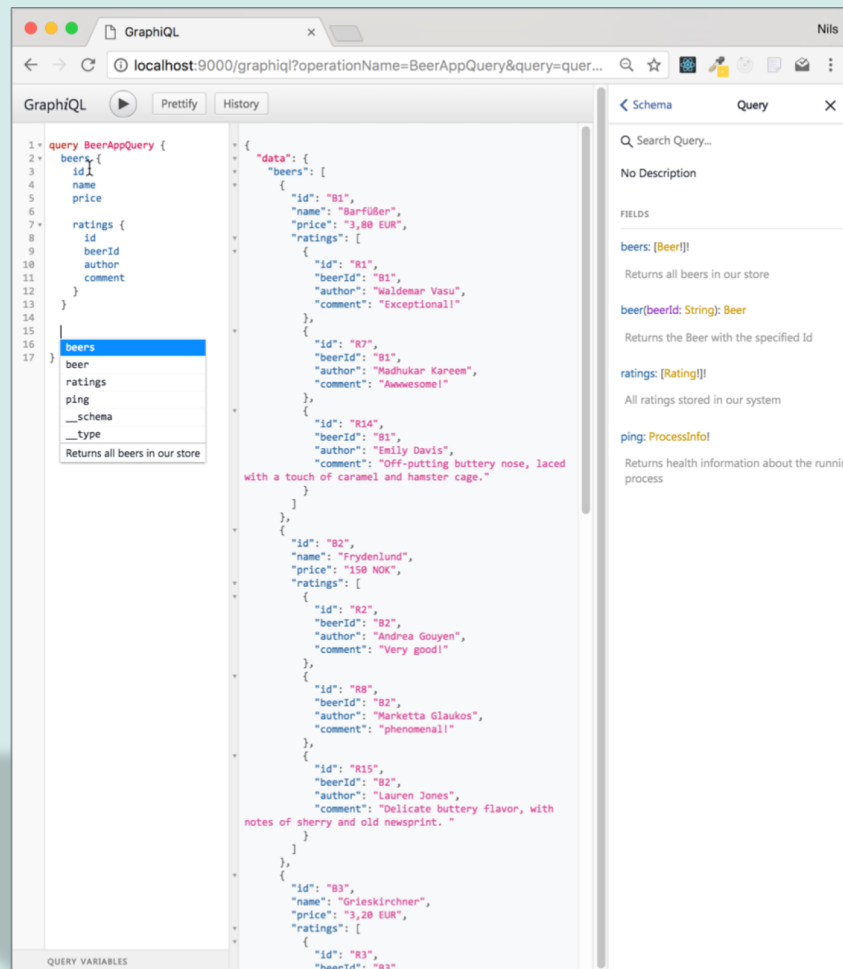 GraphiQL
Nils
localhost:9000/graphiql?operationName=BeerAppQuery&query=quer...
GraphiQL
Prettify
History
1 query BeerAppQuery {
2 beers {
3 id
4 name
5 price
6
7 ratings {
8 id
9 beerId
10 author
11 comment
12 }
13 }
14
15
16
17 }
beers
beer
ratings
ping
__schema
__type
Returns all beers in our store
QUERY VARIABLES
{
"data": {
"beers": [
{
"id": "B1",
"name": "Barfüßer",
"price": "3,80 EUR",
"ratings": [
{
"id": "R1",
"beerId": "B1",
"author": "Waldemar Vasu",
"comment": "Exceptional!"
},
{
"id": "R7",
"beerId": "B1",
"author": "Madhukar Kareem",
"comment": "Awwwesome!"
},
{
"id": "R14",
"beerId": "B1",
"author": "Emily Davis",
"comment": "Off-putting buttery nose, laced
with a touch of caramel and hamster cage."
}
]
},
{
"id": "B2",
"name": "Frydenlund",
"price": "150 NOK",
"ratings": [
{
"id": "R2",
"beerId": "B2",
"author": "Andrea Gouyen",
"comment": "Very good!"
},
{
"id": "R8",
"beerId": "B2",
"author": "Marketta Glaukos",
"comment": "phenomenal!"
},
{
"id": "R15",
"beerId": "B2",
"author": "Lauren Jones",
"comment": "Delicate buttery flavor, with
notes of sherry and old newsprint. "
}
]
},
{
"id": "B3",
"name": "Grieskirchner",
"price": "3,20 EUR",
"ratings": [
{
"id": "R3",
"beerId": "B3",
Schema
Query
Search Query...
No Description
FIELDS
beers: [Beer!]!
Returns all beers in our store
beer(beerId: String): Beer
Returns the Beer with the specified Id
ratings: [Rating!]!
All ratings stored in our system
ping: ProcessInfo!
Returns health information about the runnin
process